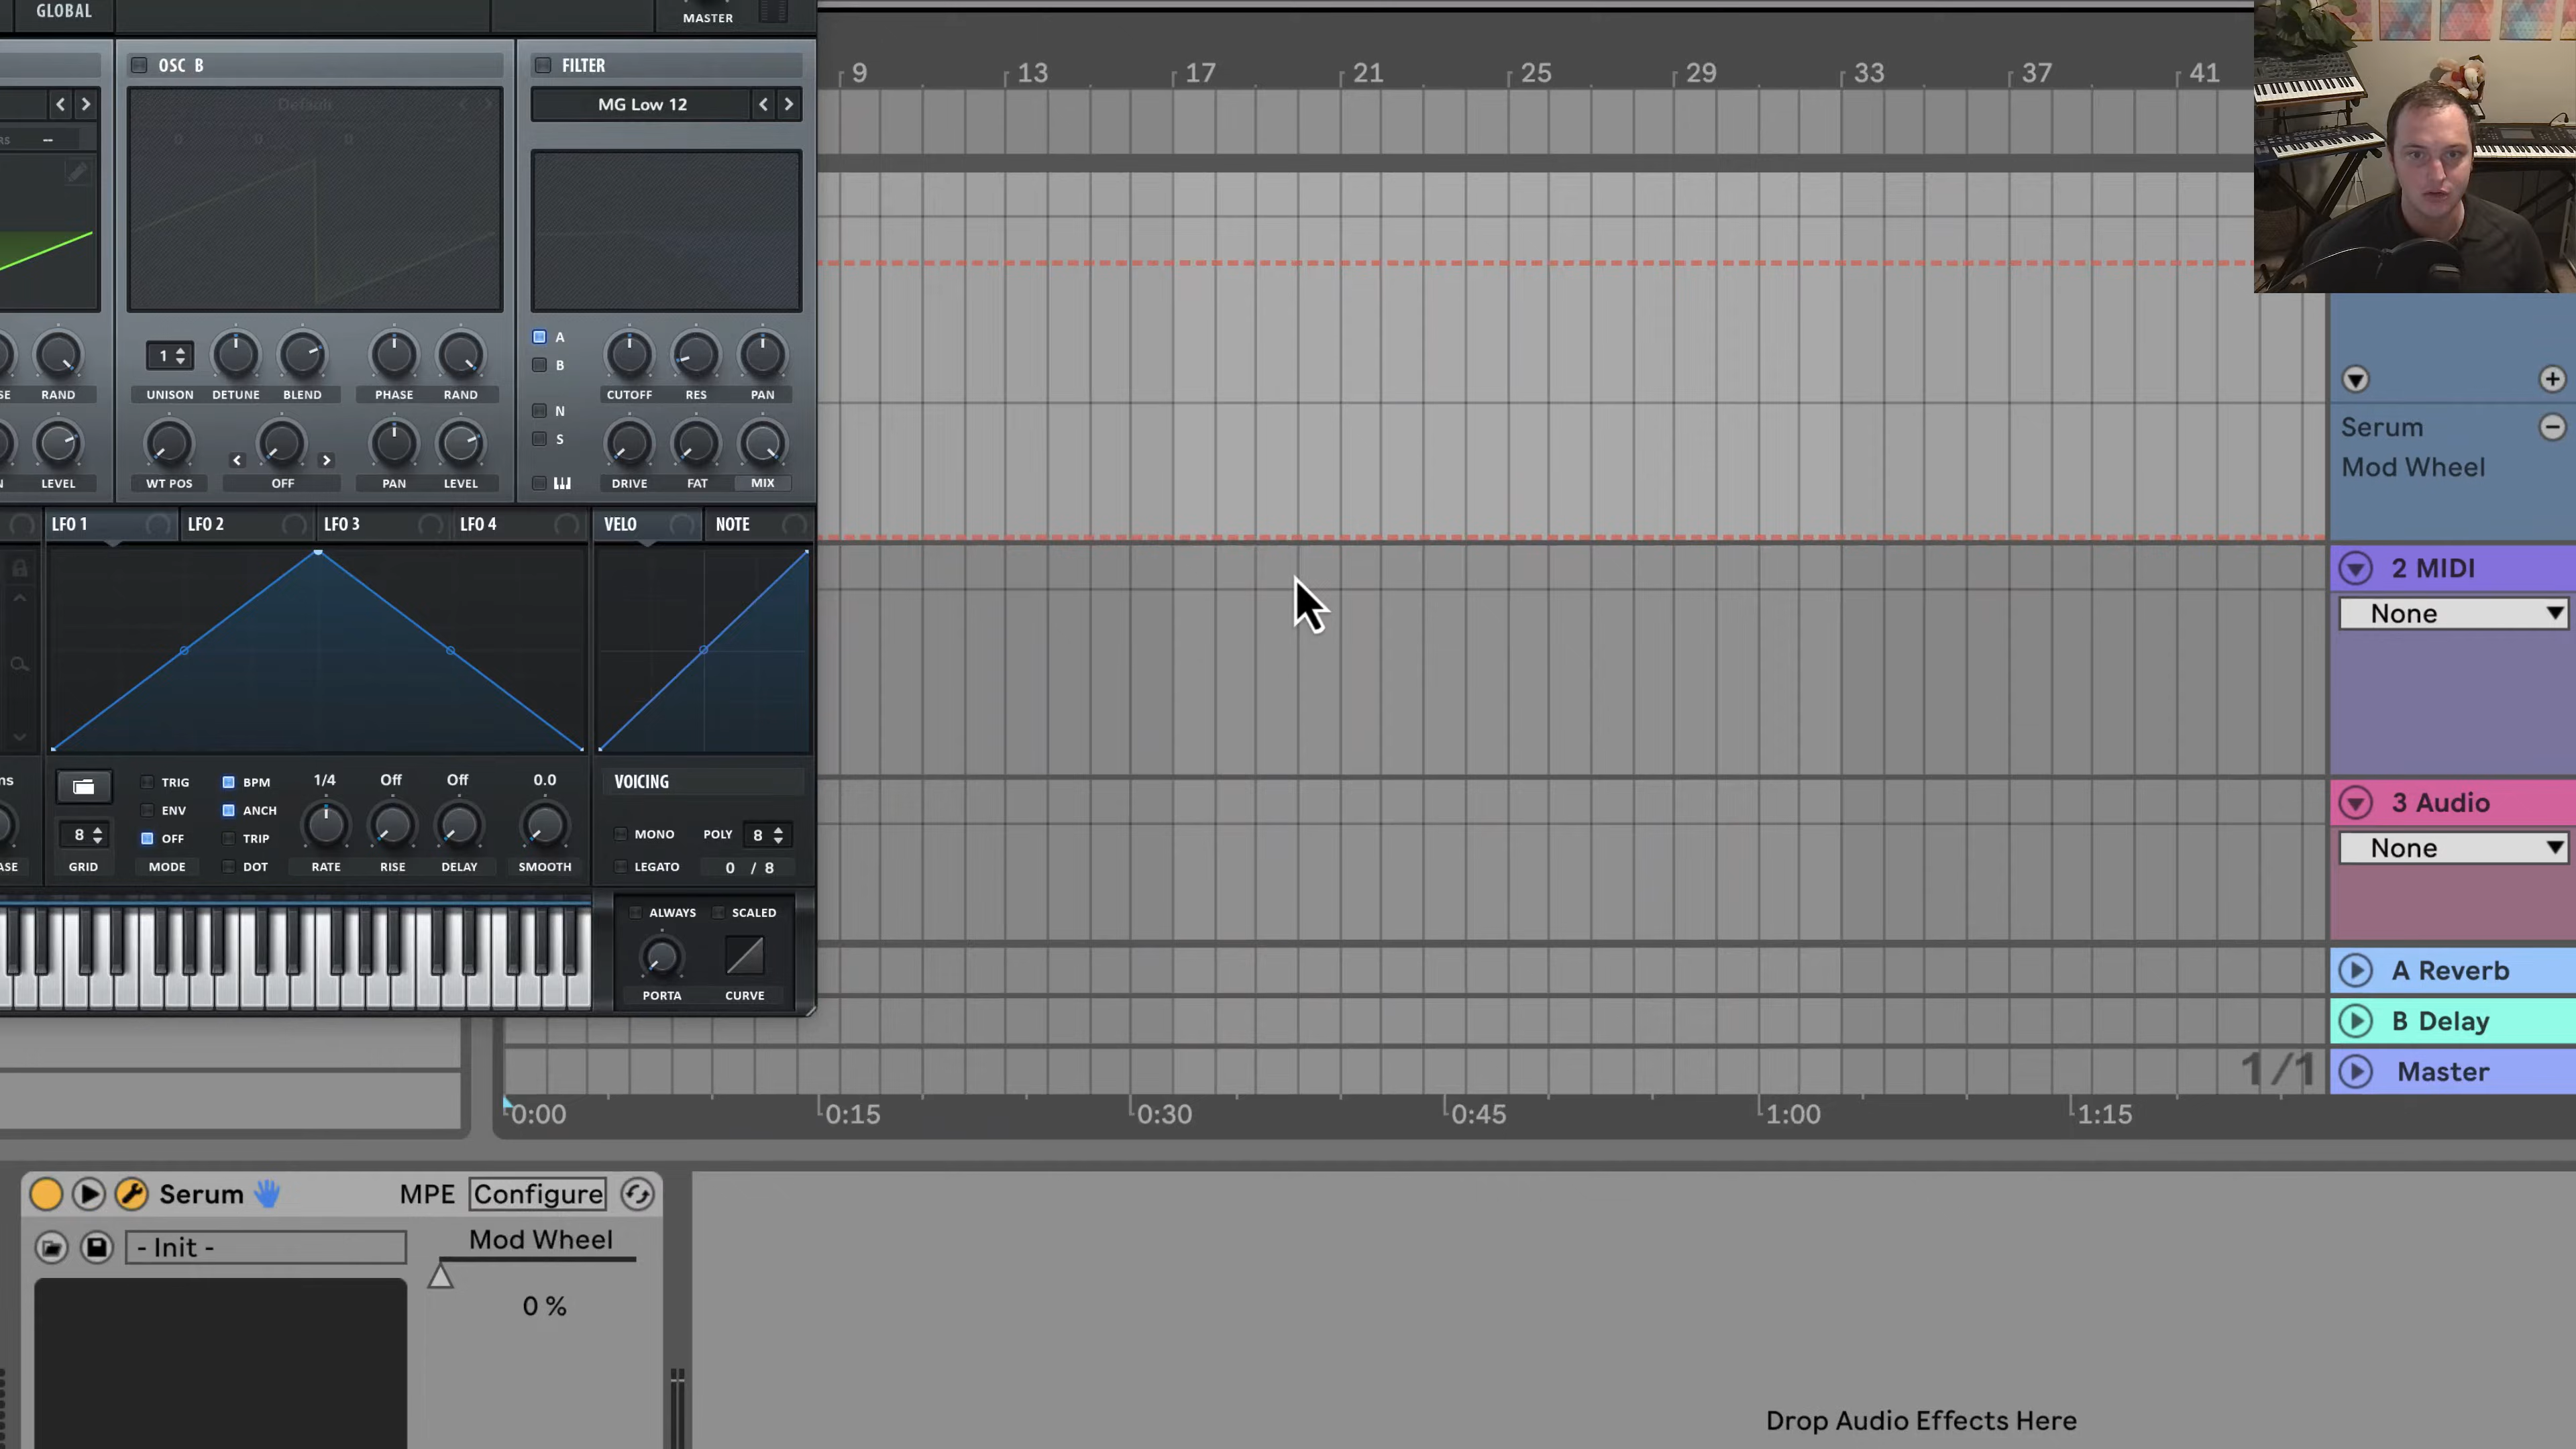 GLOBAL
MASTER
9 13 17 21 25 29 33 37 41
OSC B
FILTER
Default
MG Low 12
0 0 0
--
A
B
N
S
RAND
UNISON DETUNE BLEND PHASE RAND
1
CUTOFF RES PAN
LEVEL
WT POS OFF PAN LEVEL
DRIVE FAT MIX
LFO 1 LFO 2 LFO 3 LFO 4
VELO NOTE
TRIG BPM
ENV ANCH
OFF TRIP
MODE DOT
8
GRID
1/4 Off Off 0.0
RATE RISE DELAY SMOOTH
VOICING
MONO POLY 8
LEGATO 0 / 8
ALWAYS SCALED
PORTA CURVE
Serum
Mod Wheel
2 MIDI
None
3 Audio
None
A Reverb
B Delay
1/1
Master
0:00 0:15 0:30 0:45 1:00 1:15
Serum MPE Configure
- Init -
Mod Wheel
0 %
Drop Audio Effects Here